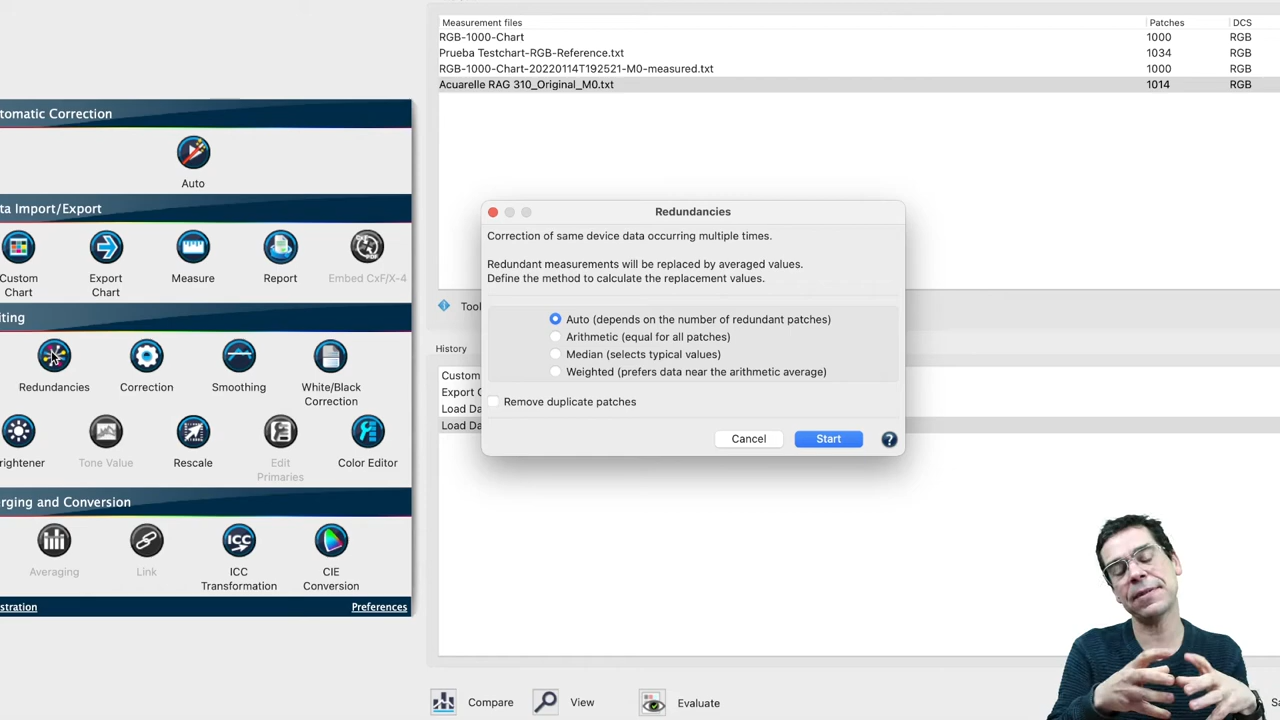 Measurement files Patches DCS
RGB-1000-Chart 1000 RGB
Prueba Testchart-RGB-Reference.txt 1034 RGB
RGB-1000-Chart-20220114T192521-M0-measured.txt 1000 RGB
Acuarelle RAG 310_Original_M0.txt 1014 RGB
tomatic Correction
Auto
ta Import/Export
Custom Chart
Export Chart
Measure
Report
Embed CxF/X-4
iting
Redundancies
Correction
Smoothing
White/Black Correction
rightener
Tone Value
Rescale
Edit Primaries
Color Editor
rging and Conversion
Averaging
Link
ICC
ICC Transformation
CIE Conversion
stration
Preferences
Redundancies
Correction of same device data occurring multiple times.
Redundant measurements will be replaced by averaged values.
Define the method to calculate the replacement values.
Auto (depends on the number of redundant patches)
Arithmetic (equal for all patches)
Median (selects typical values)
Weighted (prefers data near the arithmetic average)
Remove duplicate patches
Cancel
Start
?
Tool
History
Custom
Export C
Load Da
Load Da
Compare
View
Evaluate